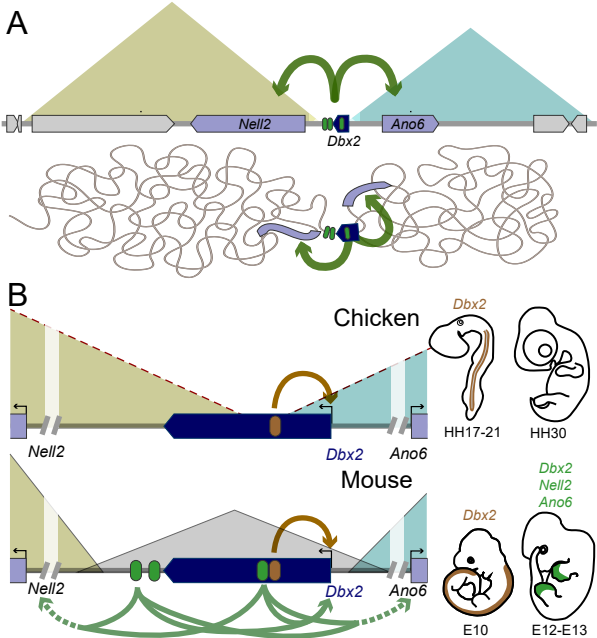 A
Nell2
Dbx2
Ano6
B
Chicken
Dbx2
HH17-21
HH30
Nell2
Dbx2
Ano6
Mouse
Dbx2
Dbx2
Nell2
Ano6
Nell2
Dbx2
Ano6
E10
E12-E13